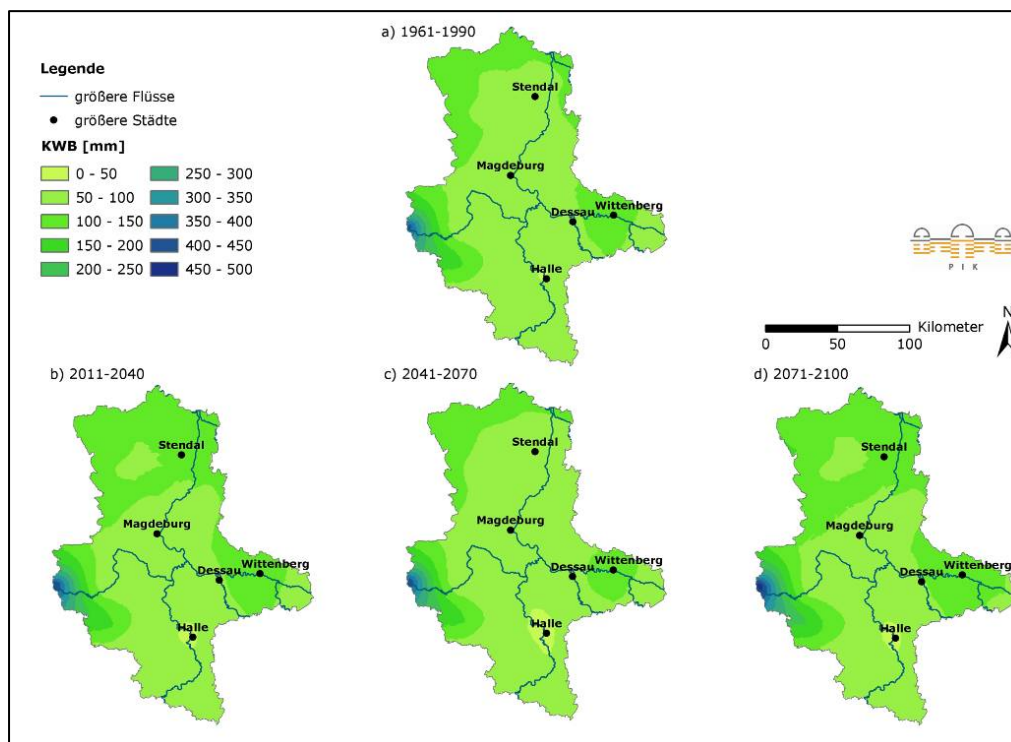 a) 1961-1990
Legende
größere Flüsse
größere Städte
KWB [mm]
0 - 50
50 - 100
100 - 150
150 - 200
200 - 250
250 - 300
300 - 350
350 - 400
400 - 450
450 - 500
Stendal
Magdeburg
Dessau
Wittenberg
Halle
P I K
N
Kilometer
0 50 100
b) 2011-2040
Stendal
Magdeburg
Dessau
Wittenberg
Halle
c) 2041-2070
Stendal
Magdeburg
Dessau
Wittenberg
Halle
d) 2071-2100
Stendal
Magdeburg
Dessau
Wittenberg
Halle